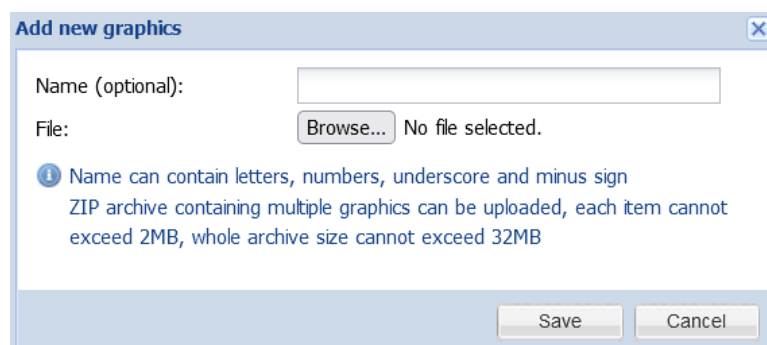 Add new graphics
Name (optional):
File:
Browse... No file selected.
Name can contain letters, numbers, underscore and minus sign
ZIP archive containing multiple graphics can be uploaded, each item cannot
exceed 2MB, whole archive size cannot exceed 32MB
Save
Cancel